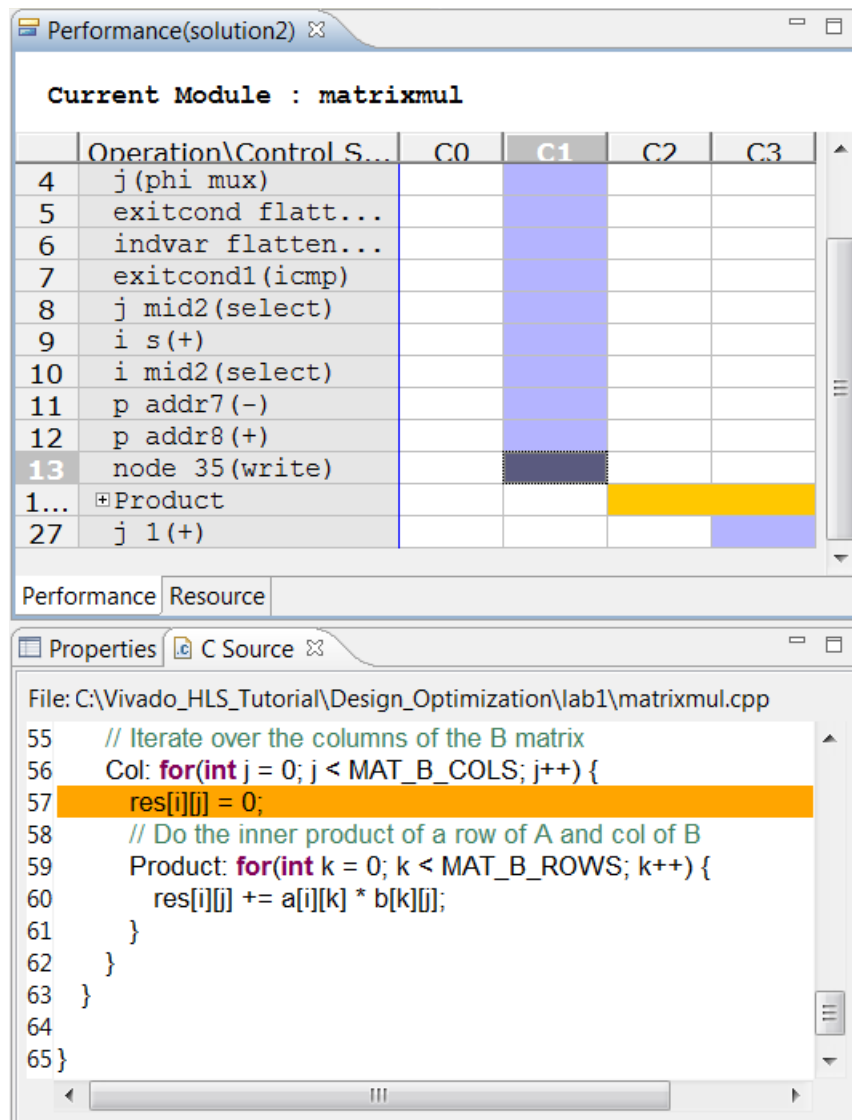 Performance(solution2)
Current Module : matrixmul
Operation\Control S... C0 C1 C2 C3
4 j(phi mux)
5 exitcond flatt...
6 indvar flatten...
7 exitcond1(icmp)
8 j mid2(select)
9 i s(+)
10 i mid2(select)
11 p addr7(-)
12 p addr8(+)
13 node 35(write)
1... Product
27 j 1(+)
Performance Resource
Properties C Source
File: C:\Vivado_HLS_Tutorial\Design_Optimization\lab1\matrixmul.cpp
55 // Iterate over the columns of the B matrix
56 Col: for(int j = 0; j < MAT_B_COLS; j++) {
57 res[i][j] = 0;
58 // Do the inner product of a row of A and col of B
59 Product: for(int k = 0; k < MAT_B_ROWS; k++) {
60 res[i][j] += a[i][k] * b[k][j];
61 }
62 }
63 }
64
65 }